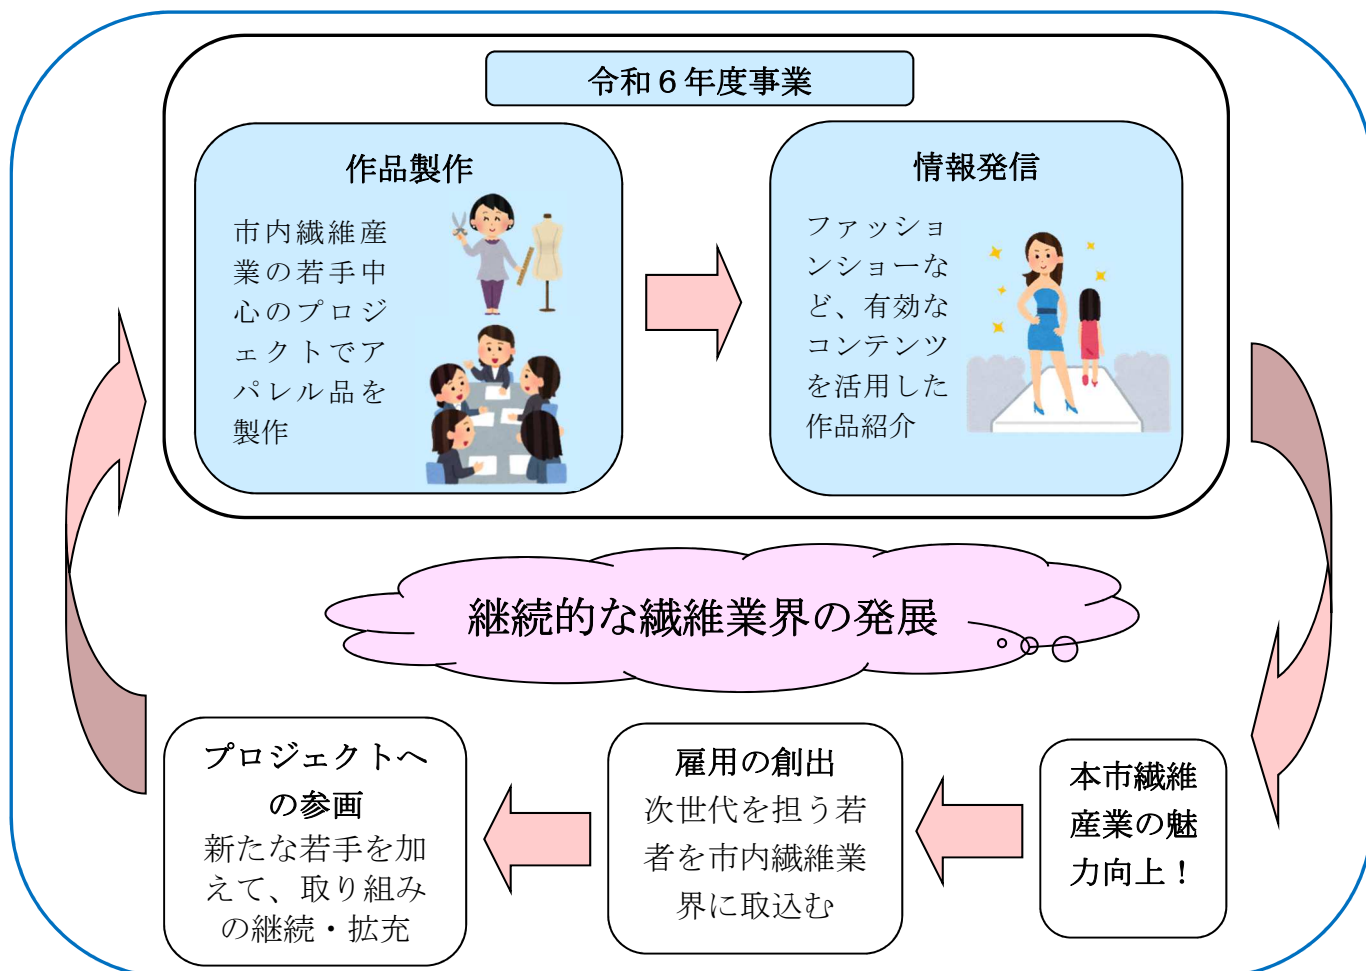 令和６年度事業
作品製作
市内繊維産
業の若手中
心のプロジ
ェクトでア
パレル品を
製作
情報発信
ファッショ
ンショーな
ど、有効な
コンテンツ
を活用した
作品紹介
継続的な繊維業界の発展
本市繊維
産業の魅
力向上！
雇用の創出
次世代を担う若
者を市内繊維業
界に取込む
プロジェクトへ
の参画
新たな若手を加
えて、取り組み
の継続・拡充